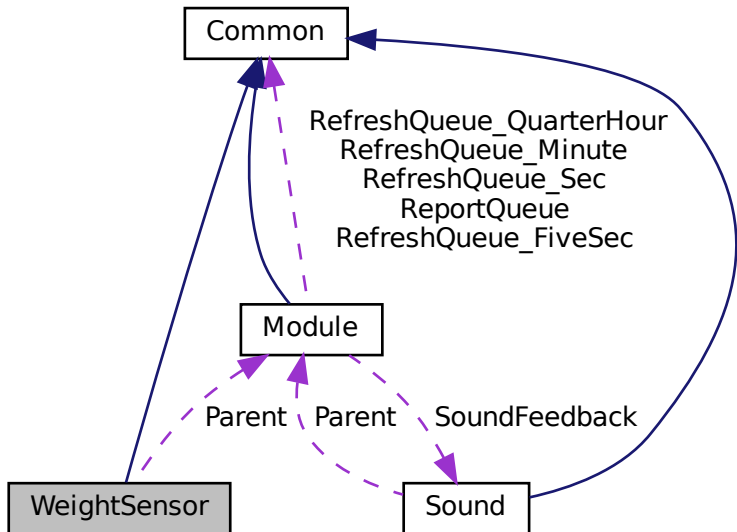 Common
RefreshQueue_QuarterHour
RefreshQueue_Minute
RefreshQueue_Sec
ReportQueue
RefreshQueue_FiveSec
Module
Parent
Parent
SoundFeedback
WeightSensor
Sound